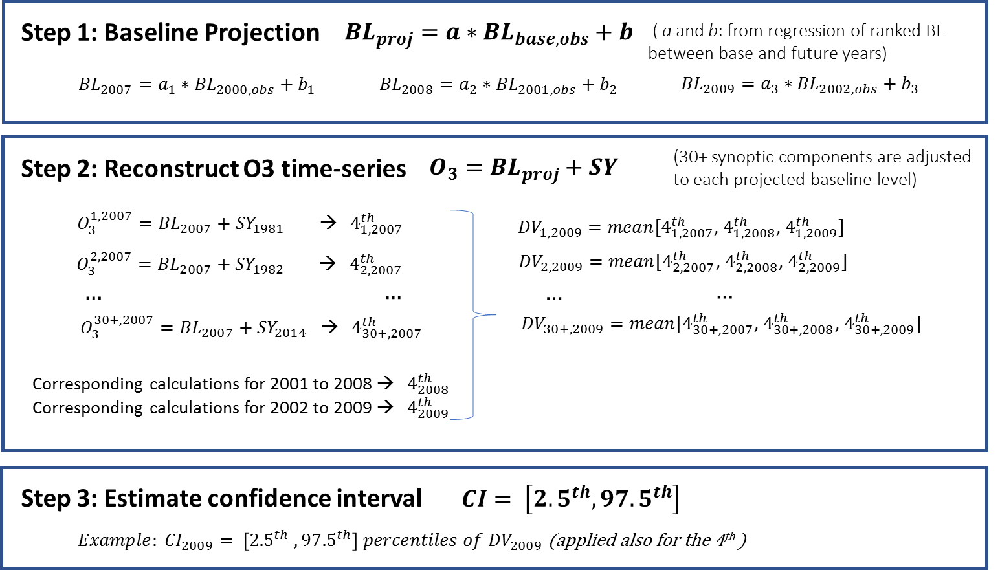 Step 1: Baseline Projection   BL_proj = a ∗ BL_base,obs + b   ( a and b: from regression of ranked BL
between base and future years)
BL_2007 = a_1 ∗ BL_2000,obs + b_1   BL_2008 = a_2 ∗ BL_2001,obs + b_2   BL_2009 = a_3 ∗ BL_2002,obs + b_3
Step 2: Reconstruct O3 time-series   O_3 = BL_proj + SY   (30+ synoptic components are adjusted
to each projected baseline level)
O_3^1,2007 = BL_2007 + SY_1981 → 4^th_1,2007
O_3^2,2007 = BL_2007 + SY_1982 → 4^th_2,2007
... ...
O_3^30+,2007 = BL_2007 + SY_2014 → 4^th_30+,2007
Corresponding calculations for 2001 to 2008 → 4^th_2008
Corresponding calculations for 2002 to 2009 → 4^th_2009
DV_1,2009 = mean[4^th_1,2007, 4^th_1,2008, 4^th_1,2009]
DV_2,2009 = mean[4^th_2,2007, 4^th_2,2008, 4^th_2,2009]
... ...
DV_30+,2009 = mean[4^th_30+,2007, 4^th_30+,2008, 4^th_30+,2009]
Step 3: Estimate confidence interval   CI = [2.5^th, 97.5^th]
Example: CI_2009 = [2.5^th , 97.5^th] percentiles of DV_2009 (applied also for the 4^th )